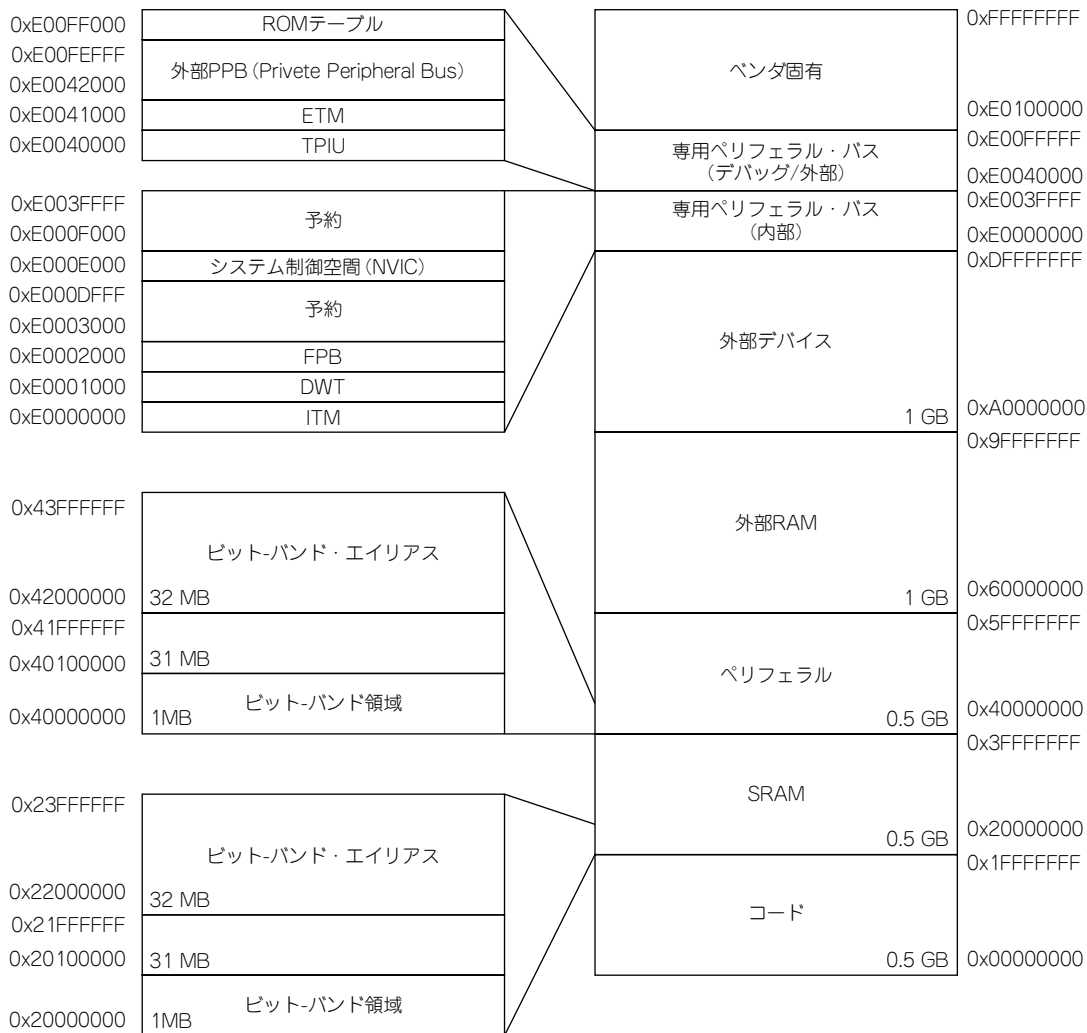 0xE00FF000
ROMテーブル
0xE00FEFFF
外部PPB(Privete Peripheral Bus)
0xE0042000
0xE0041000
ETM
0xE0040000
TPIU
0xE003FFFF
予約
0xE000F000
0xE000E000
システム制御空間(NVIC)
0xE000DFFF
予約
0xE0003000
0xE0002000
FPB
0xE0001000
DWT
0xE0000000
ITM
0x43FFFFFF
ビット-バンド・エイリアス
0x42000000
32 MB
0x41FFFFFF
0x40100000
31 MB
ビット-バンド領域
0x40000000
1MB
0x23FFFFFF
ビット-バンド・エイリアス
0x22000000
32 MB
0x21FFFFFF
0x20100000
31 MB
ビット-バンド領域
0x20000000
1MB
0xFFFFFFFF
ベンダ固有
0xE0100000
0xE00FFFFF
専用ペリフェラル・バス
(デバッグ/外部)
0xE0040000
0xE003FFFF
専用ペリフェラル・バス
(内部)
0xE0000000
0xDFFFFFFF
外部デバイス
1 GB
0xA0000000
0x9FFFFFFF
外部RAM
1 GB
0x60000000
0x5FFFFFFF
ペリフェラル
0.5 GB
0x40000000
0x3FFFFFFF
SRAM
0.5 GB
0x20000000
0x1FFFFFFF
コード
0.5 GB
0x00000000